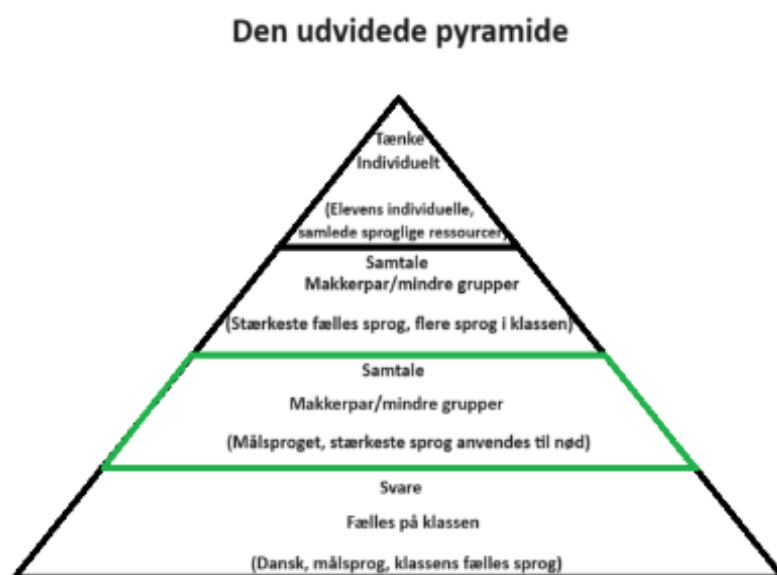 Den udvidede pyramide
Tænke
Individuelt
(Elevens individuelle,
samlede sproglige ressourcer)
Samtale
Makkerpar/mindre grupper
(Stærkeste fælles sprog, flere sprog i klassen)
Samtale
Makkerpar/mindre grupper
(Målsproget, stærkeste sprog anvendes til nød)
Svare
Fælles på klassen
(Dansk, målsprog, klassens fælles sprog)